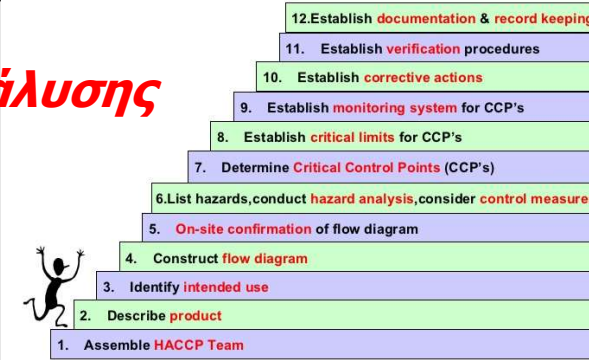 12.Establish documentation & record keeping
11. Establish verification procedures
10. Establish corrective actions
άλυσης
9. Establish monitoring system for CCP's
8. Establish critical limits for CCP's
7. Determine Critical Control Points (CCP's)
6.List hazards,conduct hazard analysis,consider control measure
5. On-site confirmation of flow diagram
4. Construct flow diagram
3. Identify intended use
2. Describe product
1. Assemble HACCP Team